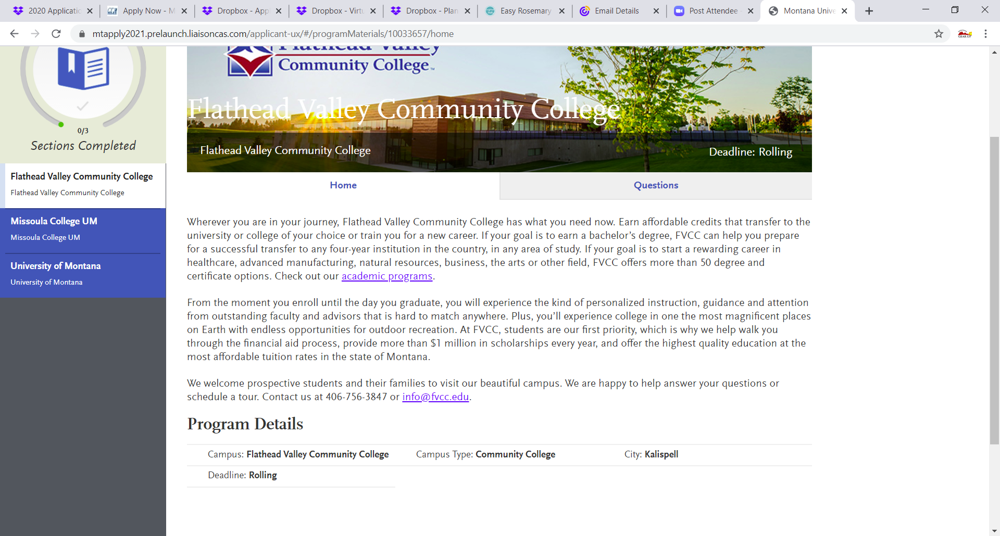 2020 Applicatio
Apply Now - M
Dropbox - App
Dropbox - Virtu
Dropbox - Plan
Easy Rosemary
Email Details
Post Attendee -
Montana Unive
mtapply2021.prelaunch.liaisoncas.com/applicant-ux/#/programMaterials/10033657/home
GEAR UP
0/3
Sections Completed
Flathead Valley Community College
Flathead Valley Community College
Missoula College UM
Missoula College UM
University of Montana
University of Montana
Flathead Valley
Community College
Flathead Valley Community College
Flathead Valley Community College
Deadline: Rolling
Home
Questions
Wherever you are in your journey, Flathead Valley Community College has what you need now. Earn affordable credits that transfer to the
university or college of your choice or train you for a new career. If your goal is to earn a bachelor’s degree, FVCC can help you prepare
for a successful transfer to any four-year institution in the country, in any area of study. If your goal is to start a rewarding career in
healthcare, advanced manufacturing, natural resources, business, the arts or other field, FVCC offers more than 50 degree and
certificate options. Check out our academic programs.
From the moment you enroll until the day you graduate, you will experience the kind of personalized instruction, guidance and attention
from outstanding faculty and advisors that is hard to match anywhere. Plus, you’ll experience college in one the most magnificent places
on Earth with endless opportunities for outdoor recreation. At FVCC, students are our first priority, which is why we help walk you
through the financial aid process, provide more than $1 million in scholarships every year, and offer the highest quality education at the
most affordable tuition rates in the state of Montana.
We welcome prospective students and their families to visit our beautiful campus. We are happy to help answer your questions or
schedule a tour. Contact us at 406-756-3847 or info@fvcc.edu.
Program Details
Campus: Flathead Valley Community College
Campus Type: Community College
City: Kalispell
Deadline: Rolling